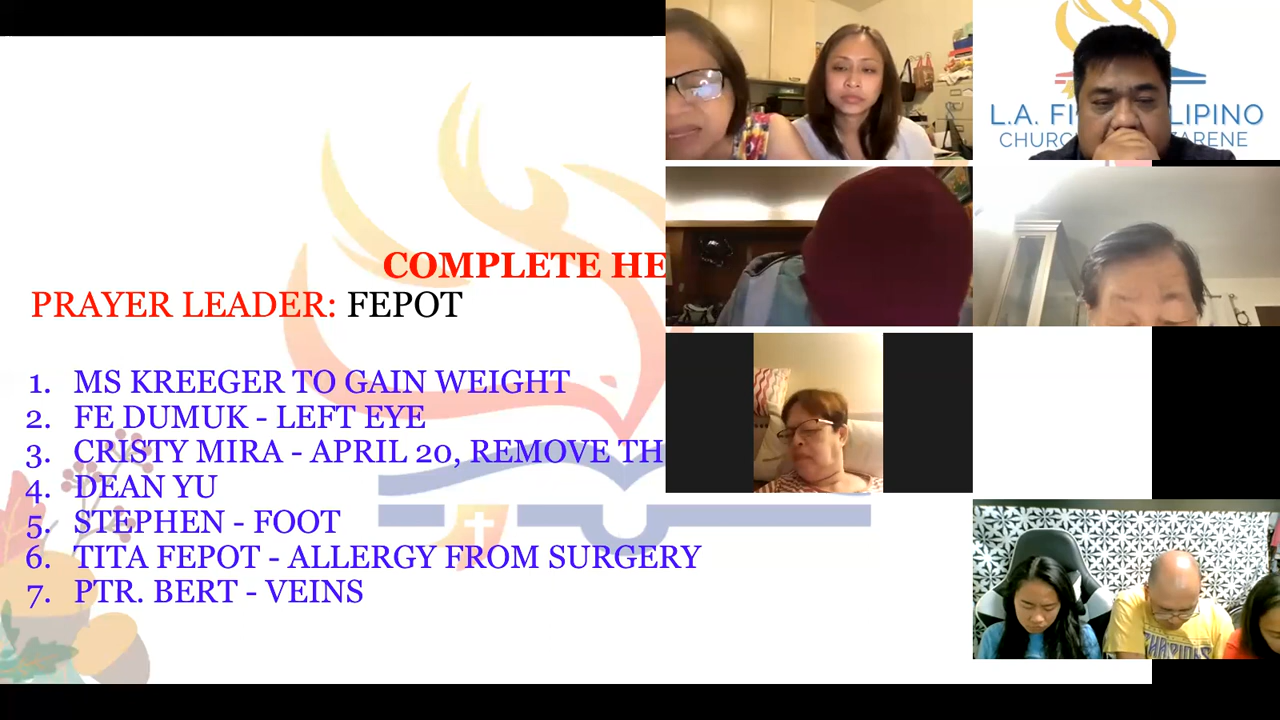 COMPLETE HE
PRAYER LEADER: FEPOT
1. MS KREEGER TO GAIN WEIGHT
2. FE DUMUK - LEFT EYE
3. CRISTY MIRA - APRIL 20, REMOVE TH
4. DEAN YU
5. STEPHEN - FOOT
6. TITA FEPOT - ALLERGY FROM SURGERY
7. PTR. BERT - VEINS
L.A. FI LIPINO
CHURC ARENE